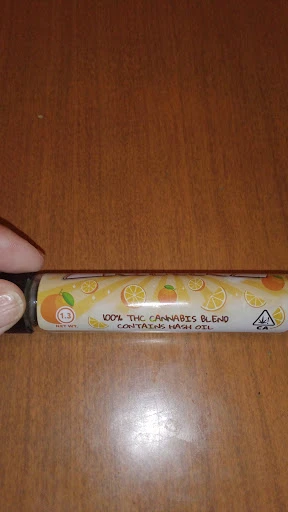 1.3
NET WT.
100% THC CANNABIS BLEND
CONTAINS HASH OIL
CA